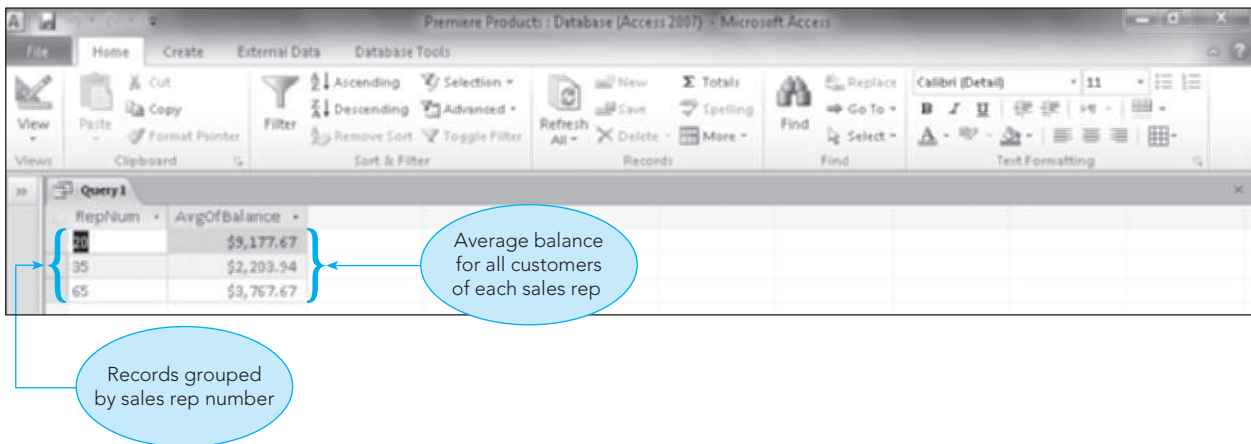 Premiere Products : Database (Access 2007) - Microsoft Access
File Home Create External Data Database Tools
View
Views
Paste
Cut
Copy
Format Painter
Clipboard
Filter
Ascending
Descending
Remove Sort
Selection
Advanced
Toggle Filter
Sort & Filter
Refresh All
New
Save
Delete
Totals
Spelling
More
Records
Find
Replace
Go To
Select
Find
Calibri (Detail) 11
B I U
A
Text Formatting
Query1
RepNum AvgOfBalance
20 $9,177.67
35 $2,203.94
65 $3,767.67
Average balance
for all customers
of each sales rep
Records grouped
by sales rep number